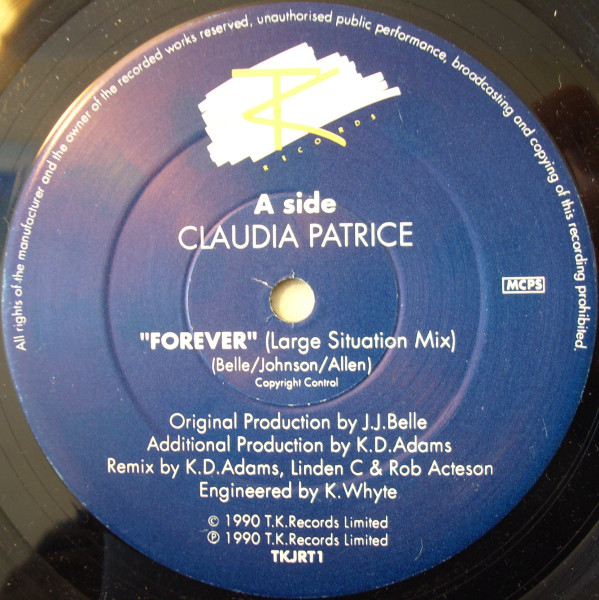 All rights of the manufacturer and the owner of the recorded works reserved, unauthorised public performance, broadcasting and copying of this recording prohibited.
TK
RECORDS
A side
CLAUDIA PATRICE
MCPS
"FOREVER" (Large Situation Mix)
(Belle/Johnson/Allen)
Copyright Control
Original Production by J.J.Belle
Additional Production by K.D.Adams
Remix by K.D.Adams, Linden C & Rob Acteson
Engineered by K.Whyte
© 1990 T.K.Records Limited
℗ 1990 T.K.Records Limited
TKJRT1